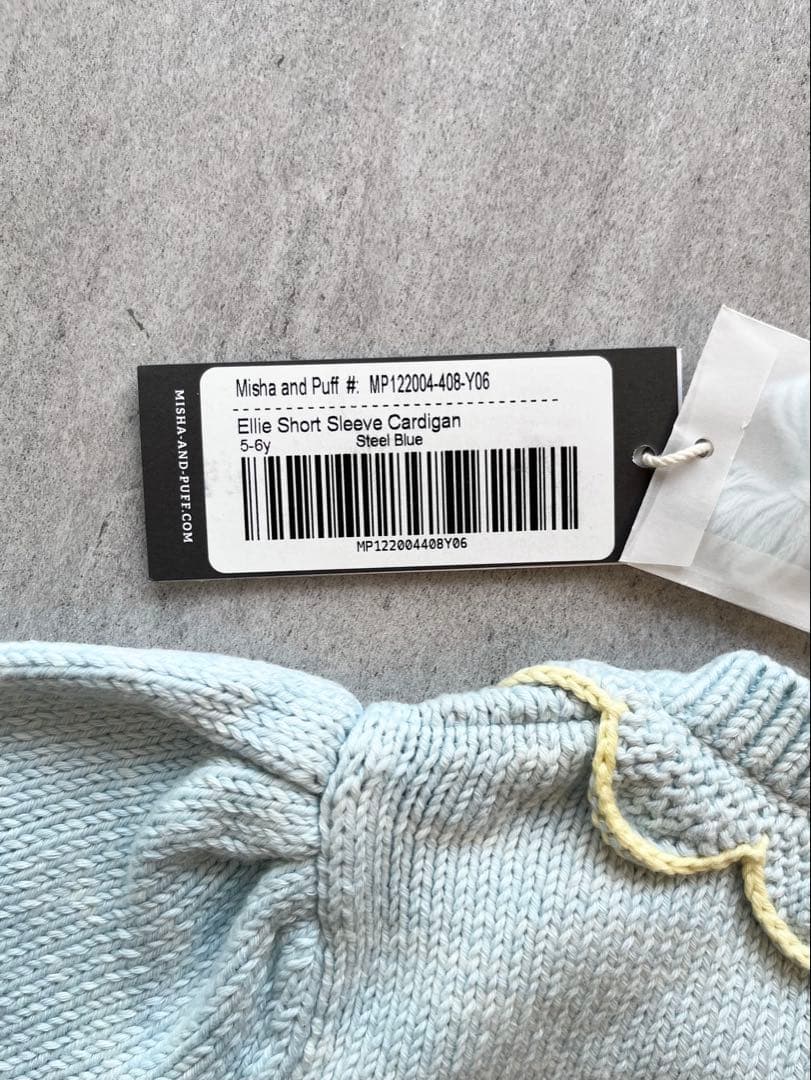 MISHA-AND-PUFF.COM
Misha and Puff #: MP122004-408-Y06
Ellie Short Sleeve Cardigan
5-6y Steel Blue
MP122004408Y06